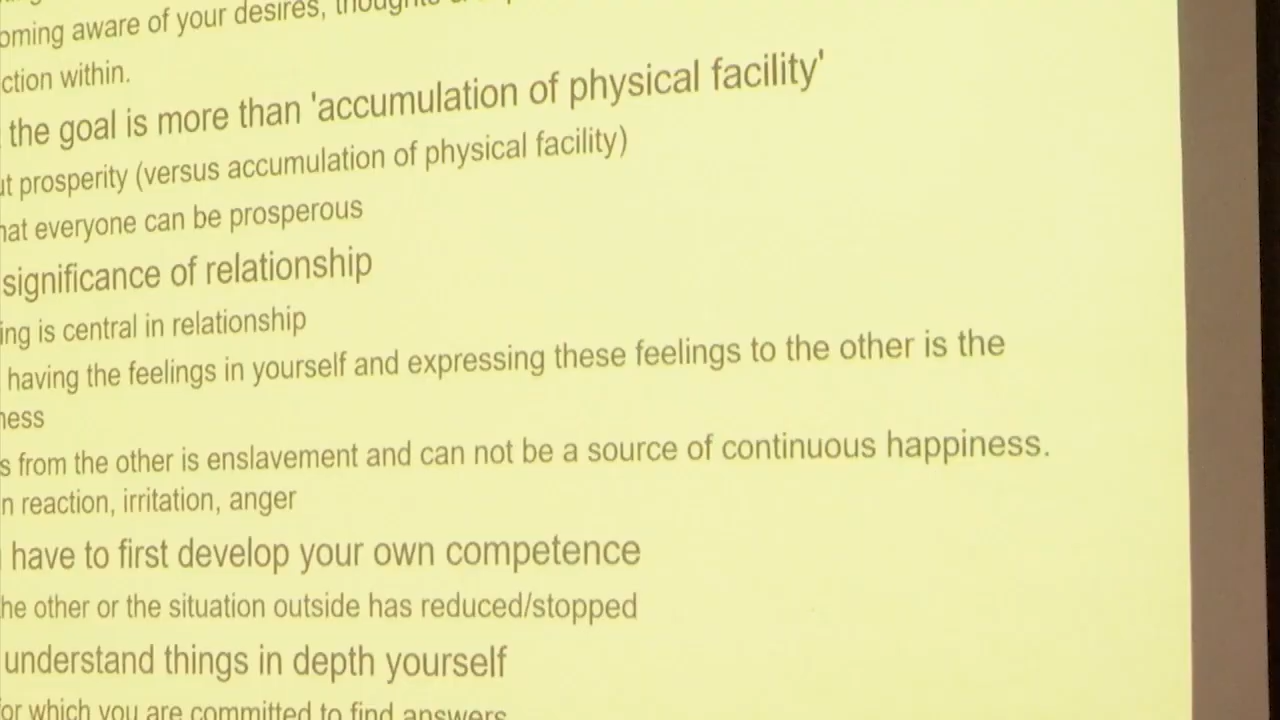 oming aware of your desires, thoughts
ction within.
the goal is more than 'accumulation of physical facility'
ut prosperity (versus accumulation of physical facility)
hat everyone can be prosperous
significance of relationship
ing is central in relationship
having the feelings in yourself and expressing these feelings to the other is the
ness
s from the other is enslavement and can not be a source of continuous happiness.
n reaction, irritation, anger
have to first develop your own competence
he other or the situation outside has reduced/stopped
understand things in depth yourself
or which you are committed to find answers